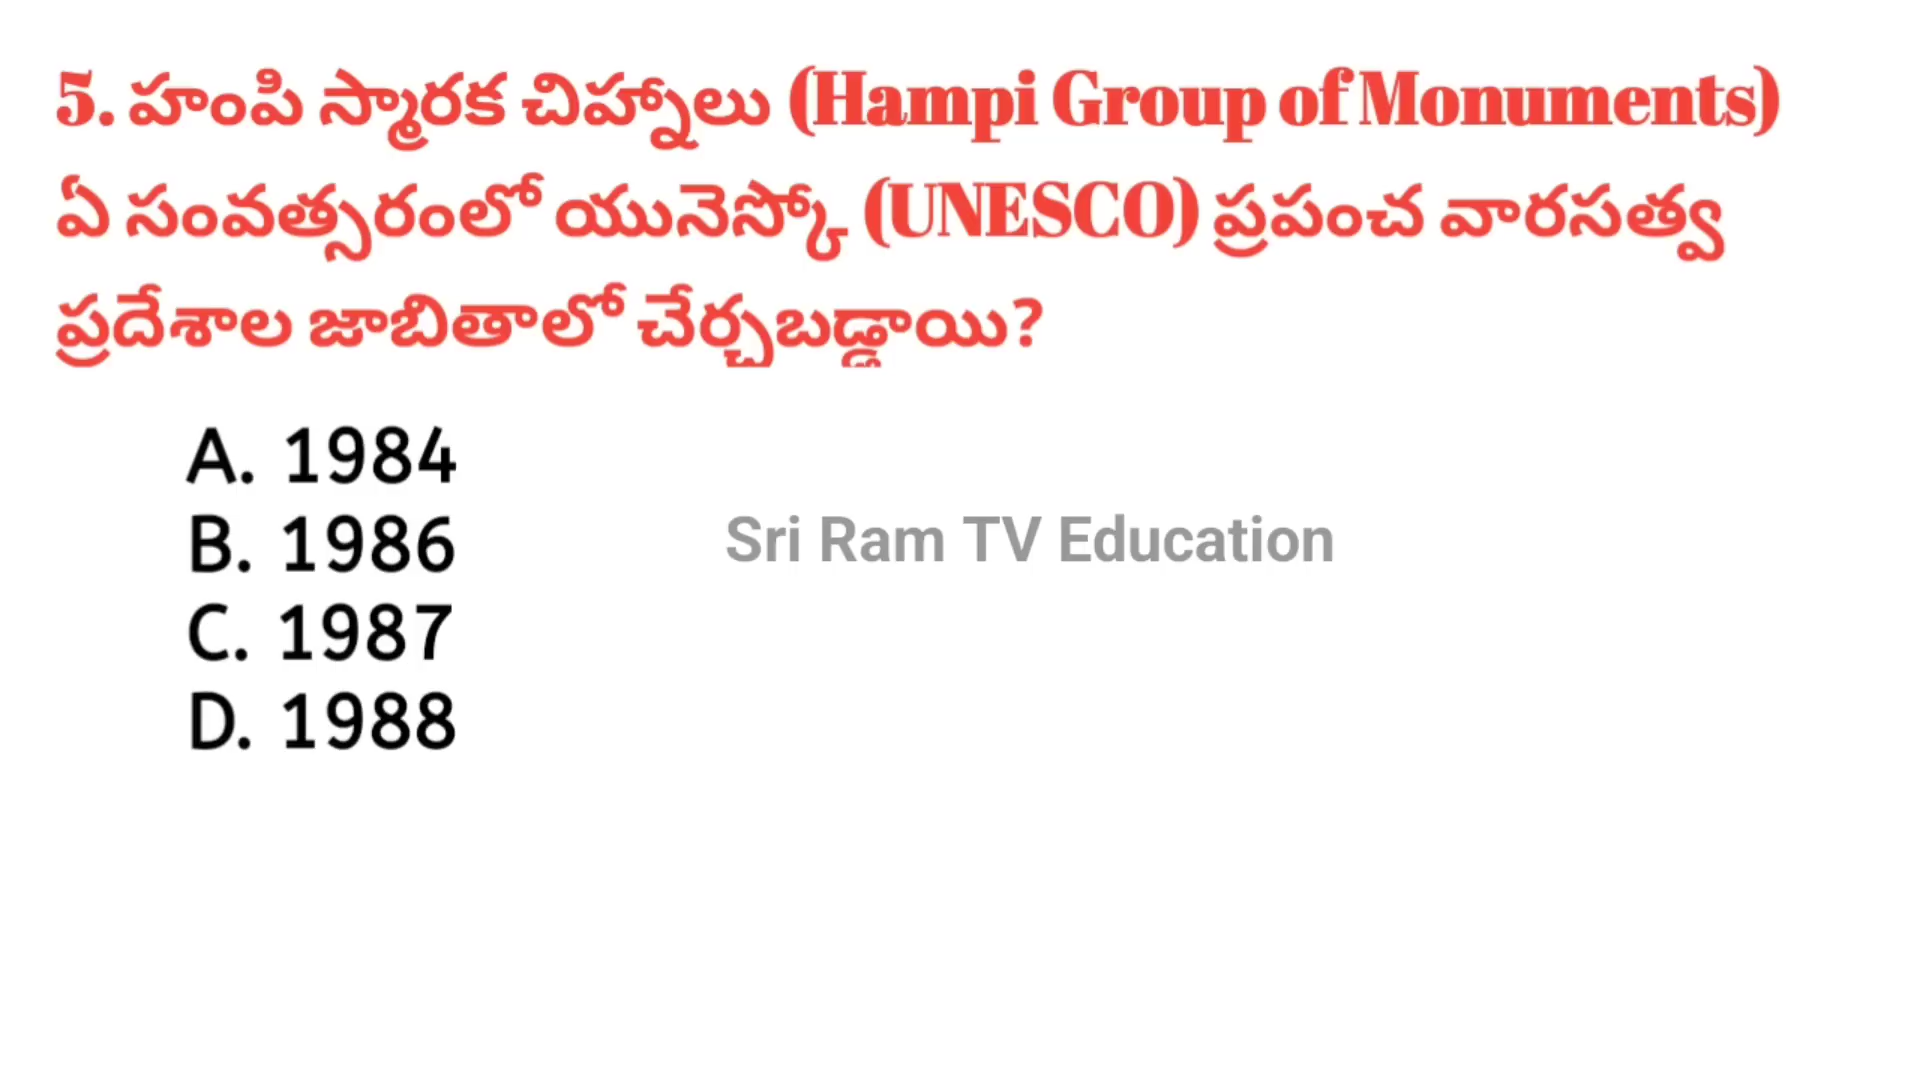 5. హంపి స్మారక చిహ్నాలు (Hampi Group of Monuments)
ఏ సంవత్సరంలో యునెస్కో (UNESCO) ప్రపంచ వారసత్వ
ప్రదేశాల జాబితాలో చేర్చబడ్డాయి?
A. 1984
B. 1986
Sri Ram TV Education
C. 1987
D. 1988